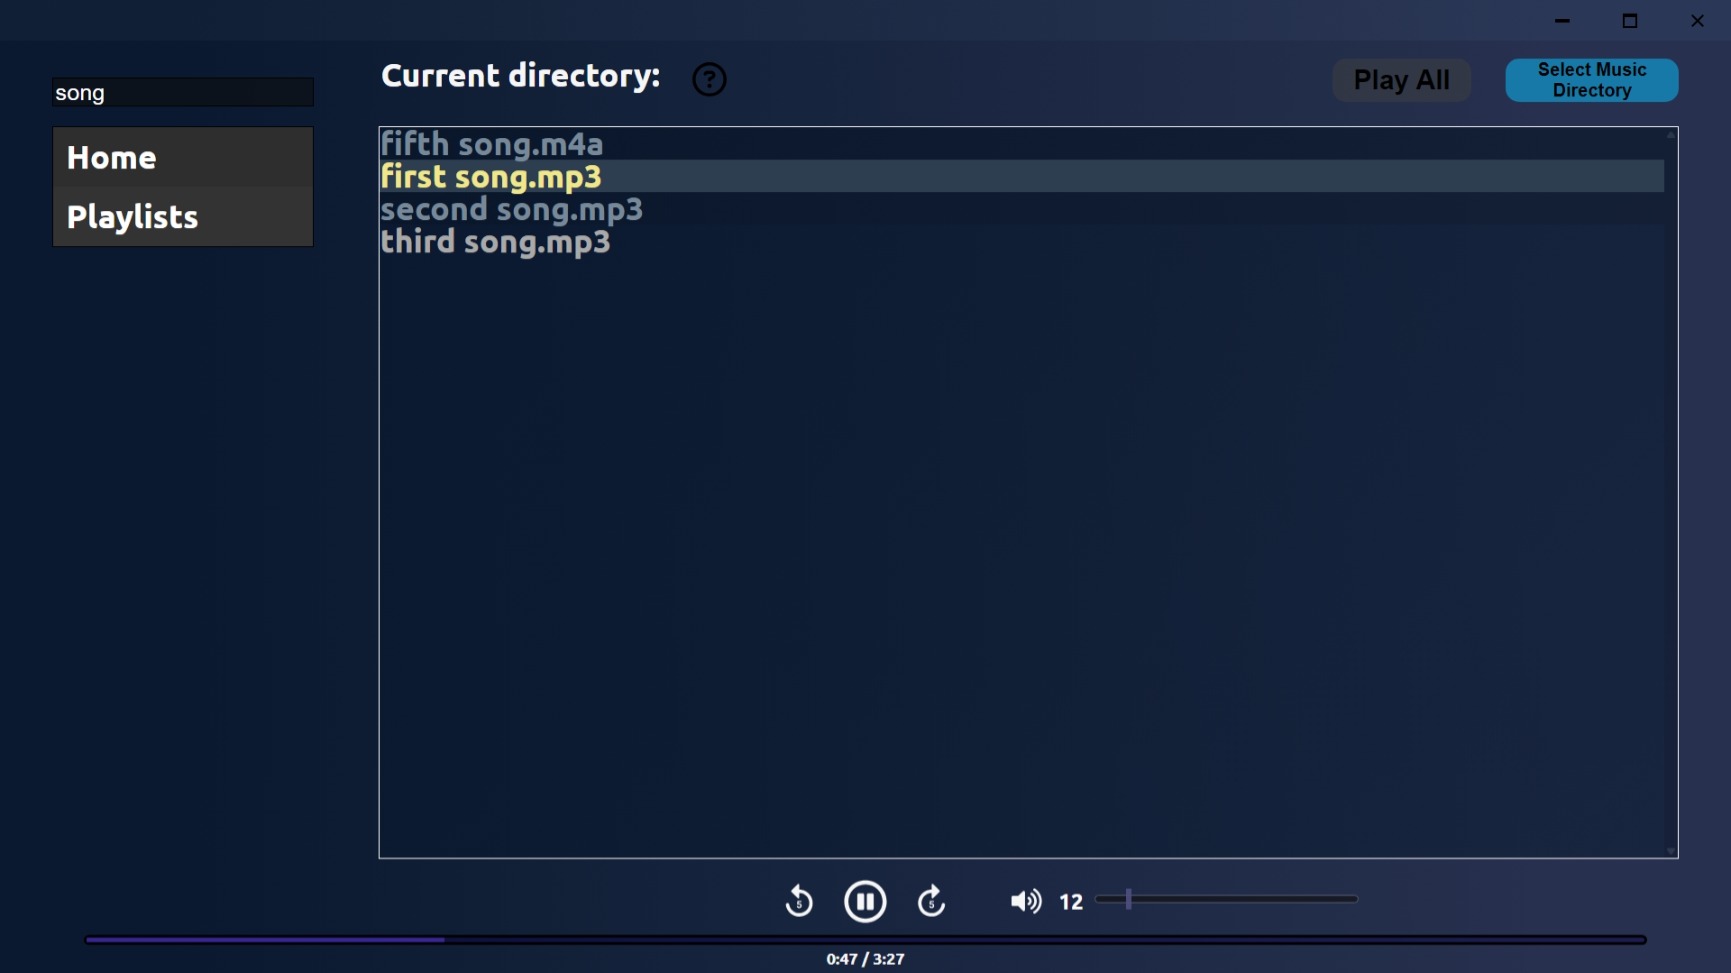 song
Home
Playlists
Current directory:
?
Play All
Select Music
Directory
fifth song.m4a
first song.mp3
second song.mp3
third song.mp3
5
5
12
0:47 / 3:27